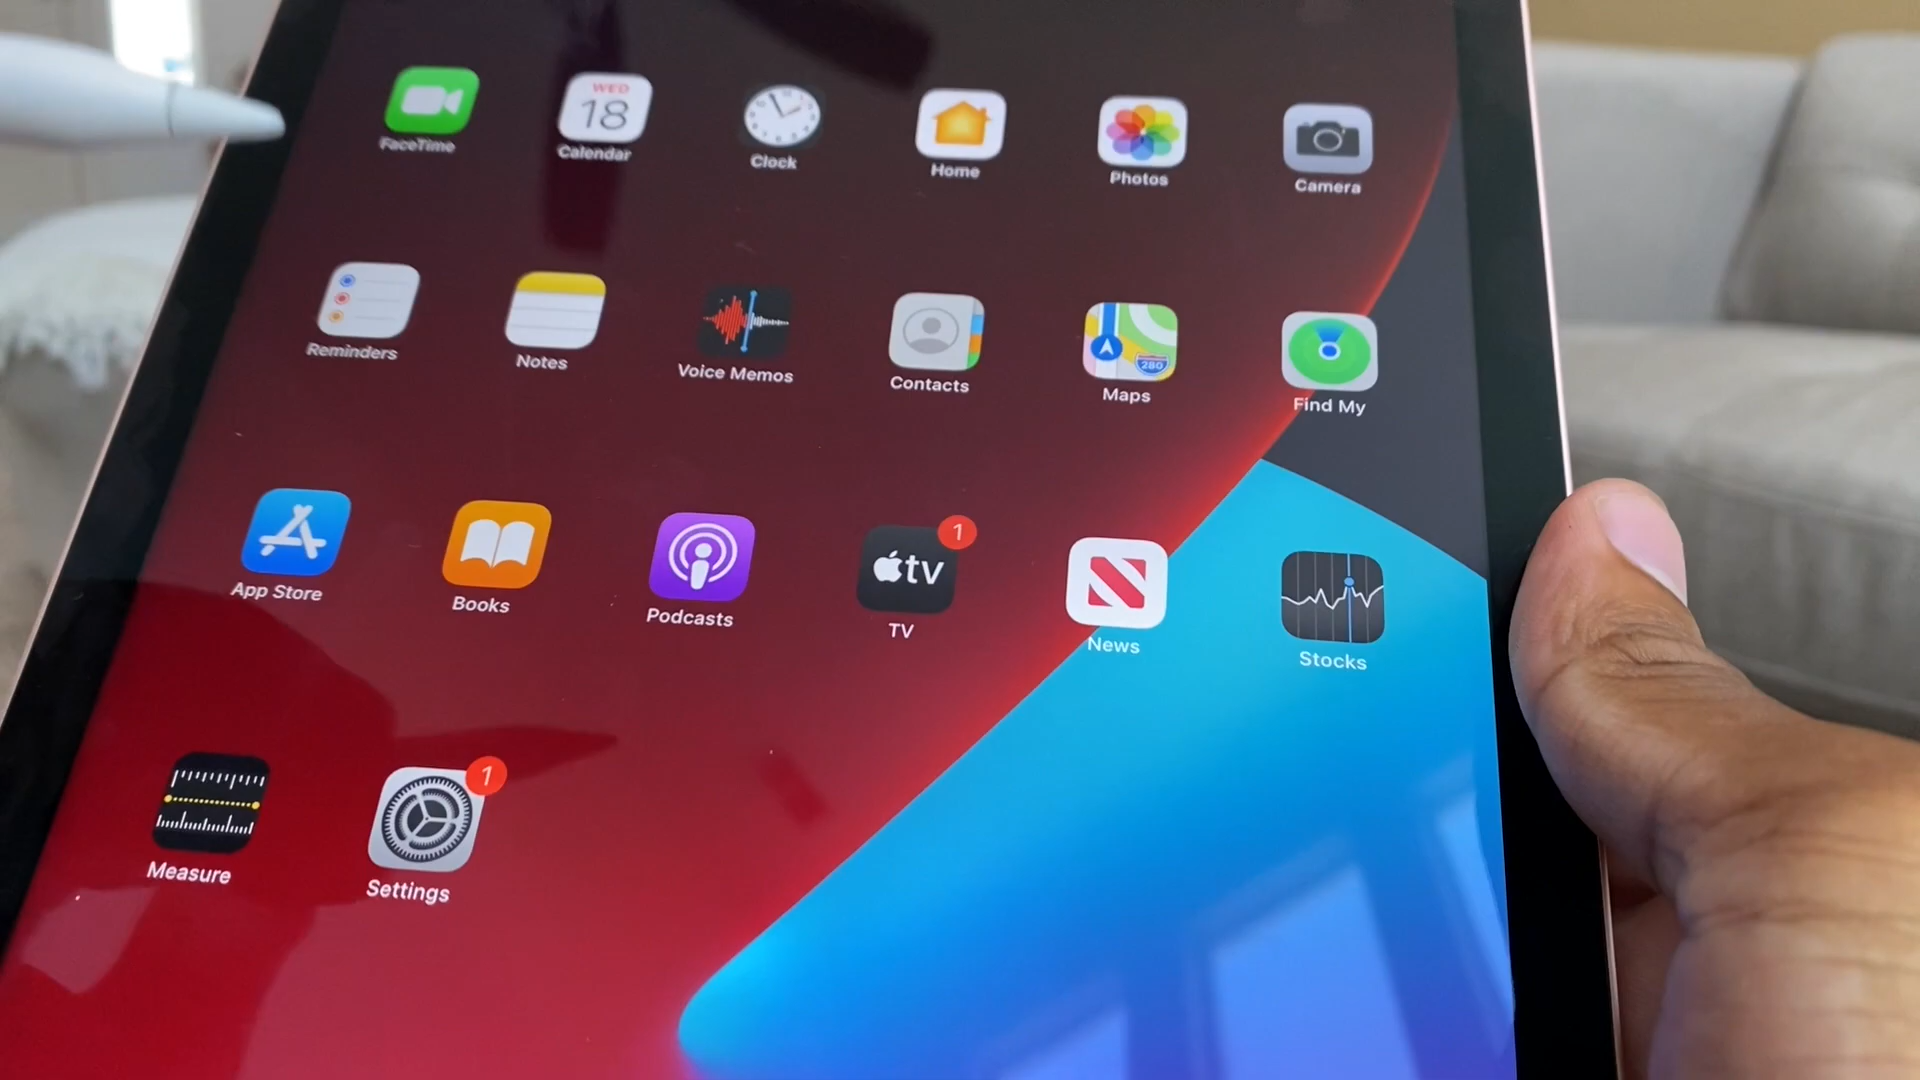 WED
18
FaceTime
Calendar
Clock
Home
Photos
Camera
280
Reminders
Notes
Voice Memos
Contacts
Maps
Find My
1
tv
App Store
Books
Podcasts
TV
News
Stocks
1
Measure
Settings